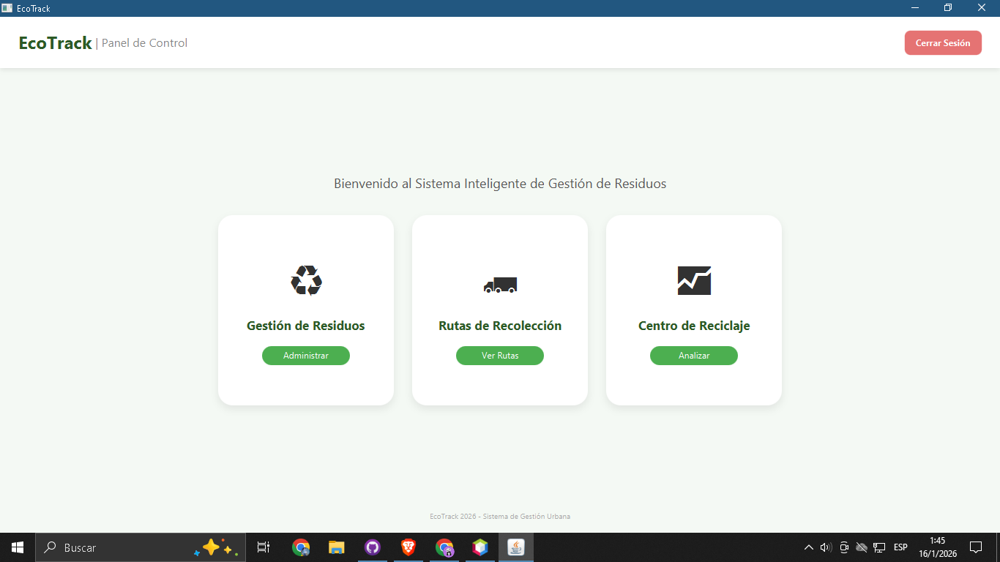 EcoTrack
EcoTrack | Panel de Control
Cerrar Sesión
Bienvenido al Sistema Inteligente de Gestión de Residuos
Gestión de Residuos
Administrar
Rutas de Recolección
Ver Rutas
Centro de Reciclaje
Analizar
EcoTrack 2026 - Sistema de Gestión Urbana
Buscar
ESP
1:45
16/1/2026